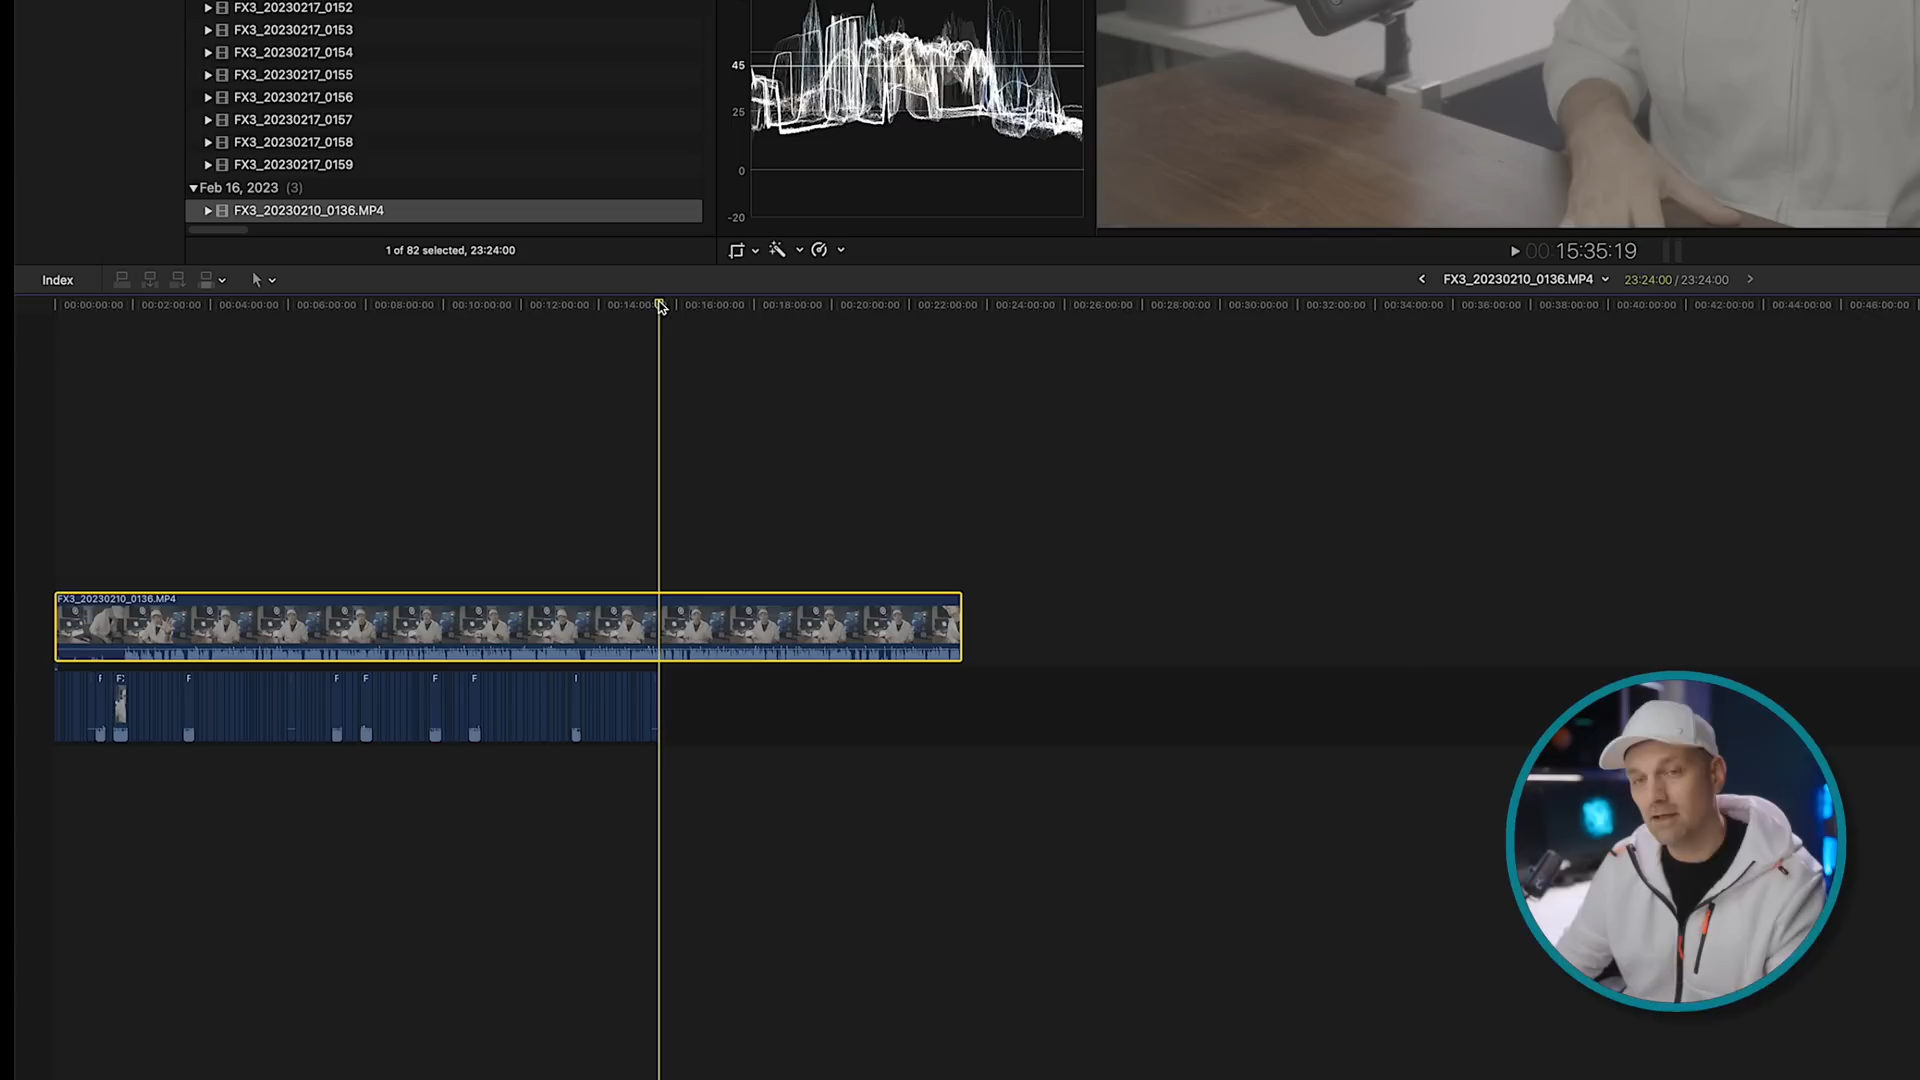 FX3_20230217_0152
FX3_20230217_0153
FX3_20230217_0154
FX3_20230217_0155
FX3_20230217_0156
FX3_20230217_0157
FX3_20230217_0158
FX3_20230217_0159
Feb 16, 2023 (3)
FX3_20230210_0136.MP4
1 of 82 selected, 23:24:00
45
25
0
-20
00:15:35:19
Index
FX3_20230210_0136.MP4 23:24:00 / 23:24:00
00:00:00:00 00:02:00:00 00:04:00:00 00:06:00:00 00:08:00:00 00:10:00:00 00:12:00:00 00:14:00:00 00:16:00:00 00:18:00:00 00:20:00:00 00:22:00:00 00:24:00:00 00:26:00:00 00:28:00:00 00:30:00:00 00:32:00:00 00:34:00:00 00:36:00:00 00:38:00:00 00:40:00:00 00:42:00:00 00:44:00:00 00:46:00:00
FX3_20230210_0136.MP4
F F F F F F F